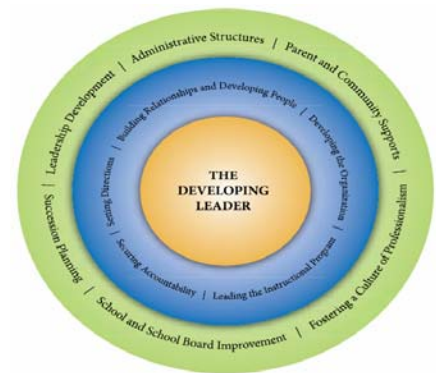 Leadership Development | Administrative Structures | Parent and Community Supports |
Fostering a Culture of Professionalism
| School and School Board Improvement |
Succession Planning |
Setting Directions | Building Relationships and Developing People | Developing the Organization |
Securing Accountability | Leading the Instructional Program |
THE
DEVELOPING
LEADER